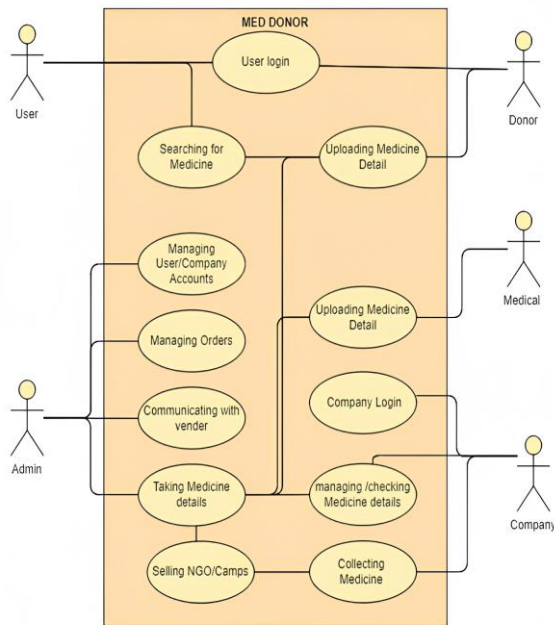 MED DONOR
User login
User
Donor
Searching for
Medicine
Uploading Medicine
Detail
Managing
User/Company
Accounts
Medical
Uploading Medicine
Detail
Managing Orders
Company Login
Communicating with
vender
Admin
Taking Medicine
details
managing /checking
Medicine details
Company
Selling NGO/Camps
Collecting
Medicine